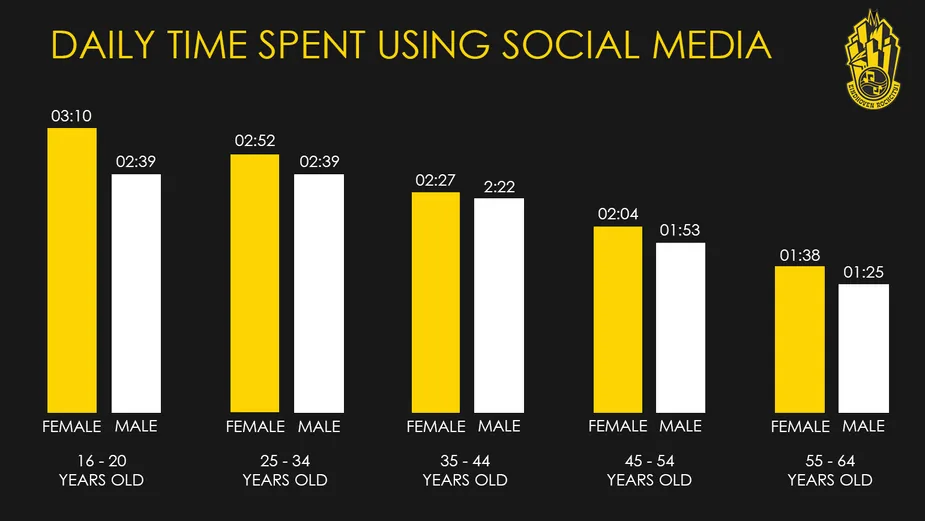 DAILY TIME SPENT USING SOCIAL MEDIA
EINDHOVEN ROCKCITY
03:10
02:39
02:52
02:39
02:27
2:22
02:04
01:53
01:38
01:25
FEMALE MALE
FEMALE MALE
FEMALE MALE
FEMALE MALE
FEMALE MALE
16 - 20
YEARS OLD
25 - 34
YEARS OLD
35 - 44
YEARS OLD
45 - 54
YEARS OLD
55 - 64
YEARS OLD